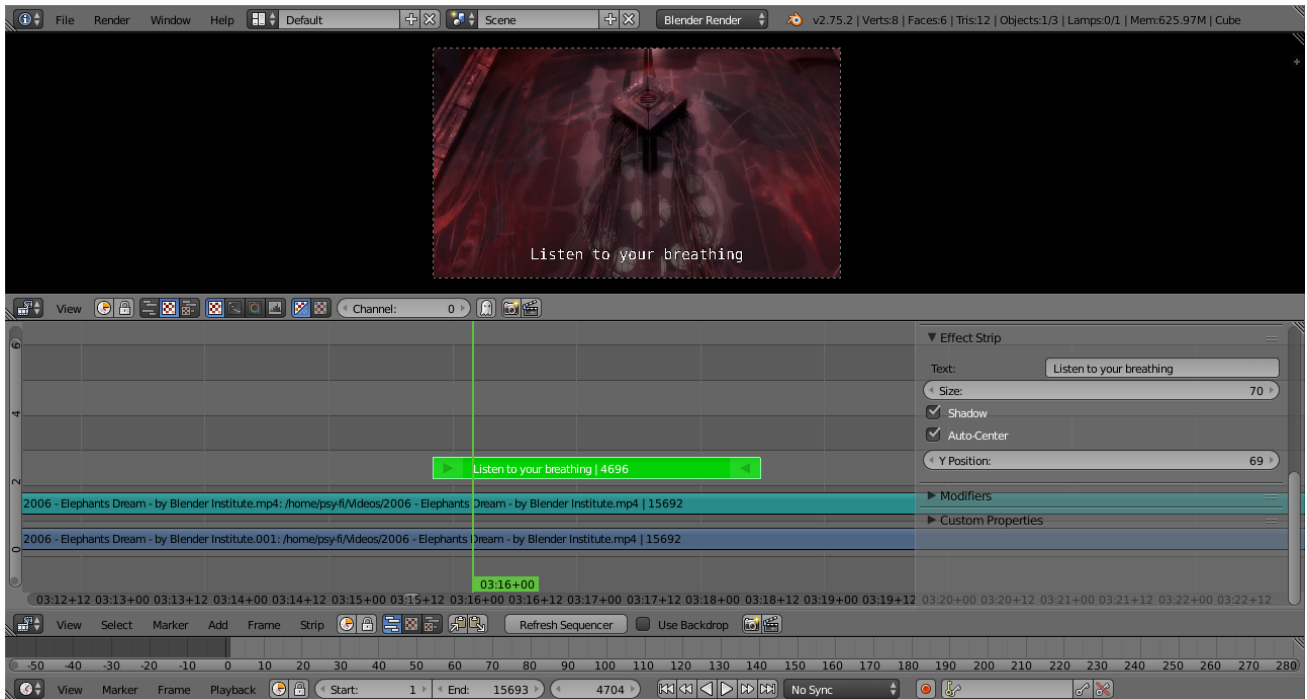 File Render Window Help Default Scene Blender Render v2.75.2 | Verts:8 | Faces:6 | Tris:12 | Objects:1/3 | Lamps:0/1 | Mem:625.97M | Cube
Listen to your breathing
View Channel: 0
Effect Strip
Text: Listen to your breathing
Size: 70
Shadow
Auto-Center
Y Position: 69
Modifiers
Custom Properties
6
4
2
0
Listen to your breathing | 4696
2006 - Elephants Dream - by Blender Institute.mp4: /home/psy-fi/Videos/2006 - Elephants Dream - by Blender Institute.mp4 | 15692
2006 - Elephants Dream - by Blender Institute.001: /home/psy-fi/Videos/2006 - Elephants Dream - by Blender Institute.mp4 | 15692
03:16+00
03:12+12 03:13+00 03:13+12 03:14+00 03:14+12 03:15+00 03:15+12 03:16+00 03:16+12 03:17+00 03:17+12 03:18+00 03:18+12 03:19+00 03:19+12 03:20+00 03:20+12 03:21+00 03:21+12 03:22+00 03:22+12
View Select Marker Add Frame Strip Refresh Sequencer Use Backdrop
-50 -40 -30 -20 -10 0 10 20 30 40 50 60 70 80 90 100 110 120 130 140 150 160 170 180 190 200 210 220 230 240 250 260 270 280
View Marker Frame Playback Start: 1 End: 15693 4704 No Sync